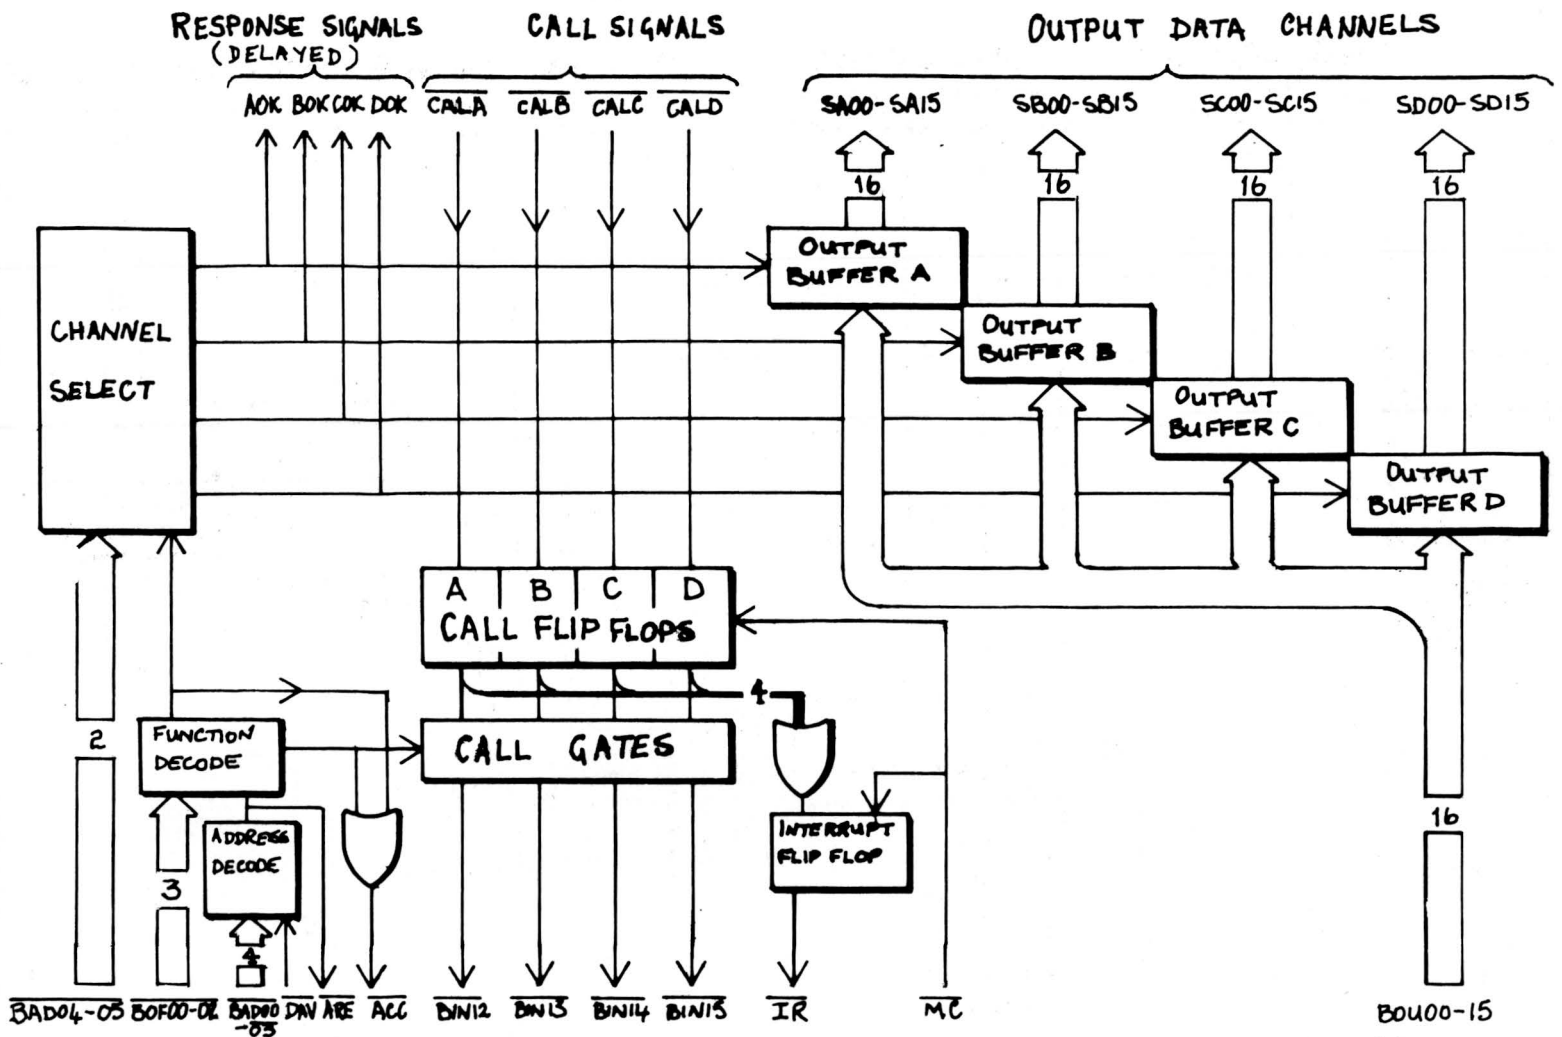 RESPONSE SIGNALS
(DELAYED)
CALL SIGNALS
OUTPUT DATA CHANNELS
AOK BOK COK DOK
CALA CALB CALC CALD
SA00-SA15 SB00-SB15 SC00-SC15 SD00-SD15
16 16 16 16
CHANNEL
SELECT
OUTPUT
BUFFER A
OUTPUT
BUFFER B
OUTPUT
BUFFER C
OUTPUT
BUFFER D
A B C D
CALL FLIP FLOPS
4
2
FUNCTION
DECODE
CALL GATES
ADDRESS
DECODE
3
4
INTERRUPT
FLIP FLOP
16
BAD04-05 BOF00-02 BAD00
-03
DAV ARE ACC BIN12 BIN13 BIN14 BIN15 IR MC BOU00-15